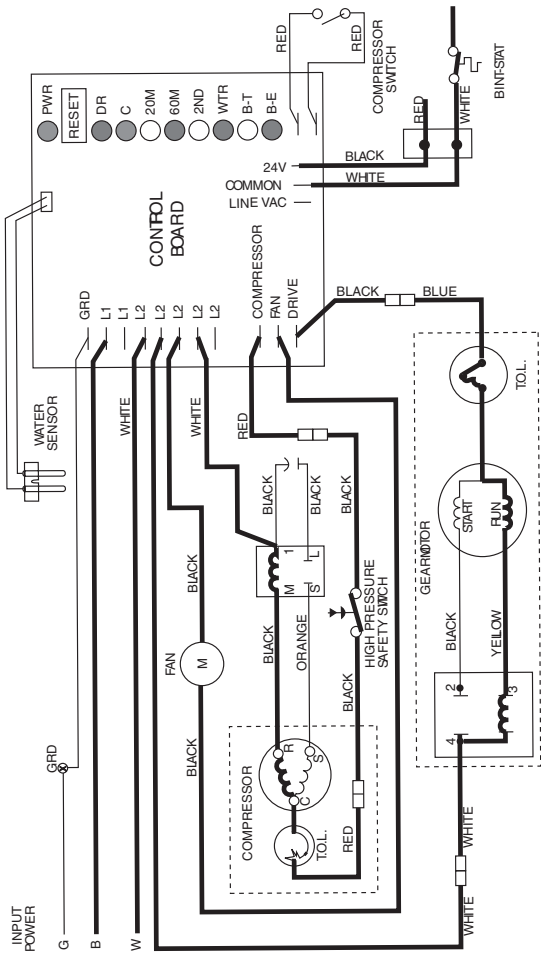 PWR
RESET
DR
C
20M
60M
2ND
WTR
B-T
B-E
RED
RED
COMPRESSOR
SWITCH
BINT-STAT
RED
WHITE
BLACK
WHITE
24V
COMMON
LINE VAC
CONTROL
BOARD
GRD
L1
L1
L2
L2
L2
L2
L2
COMPRESSOR
FAN
DRIVE
WATER
SENSOR
WHITE
WHITE
RED
BLACK
BLUE
T.O.L.
GEARMOTOR
START
RUN
BLACK
YELLOW
2
4
3
WHITE
WHITE
BLACK
BLACK
BLACK
1
L
M
S
HIGH PRESSURE
SAFETY SWITCH
BLACK
FAN
M
BLACK
BLACK
ORANGE
BLACK
COMPRESSOR
R
S
C
T.O.L.
RED
GRD
INPUT
POWER
G
B
W